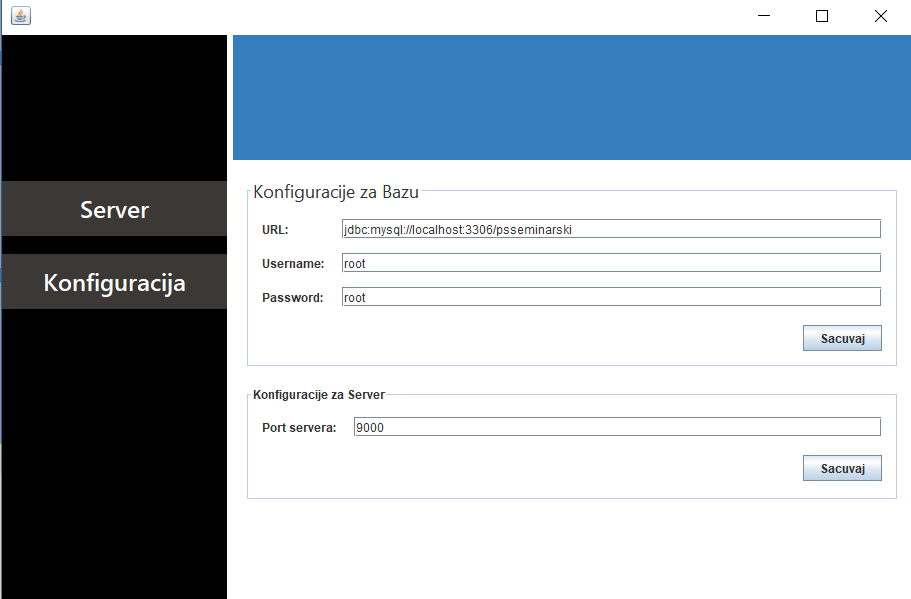 Server
Konfiguracija
Konfiguracije za Bazu
URL: jdbc:mysql://localhost:3306/psseminarski
Username: root
Password: root
Sacuvaj
Konfiguracije za Server
Port servera: 9000
Sacuvaj